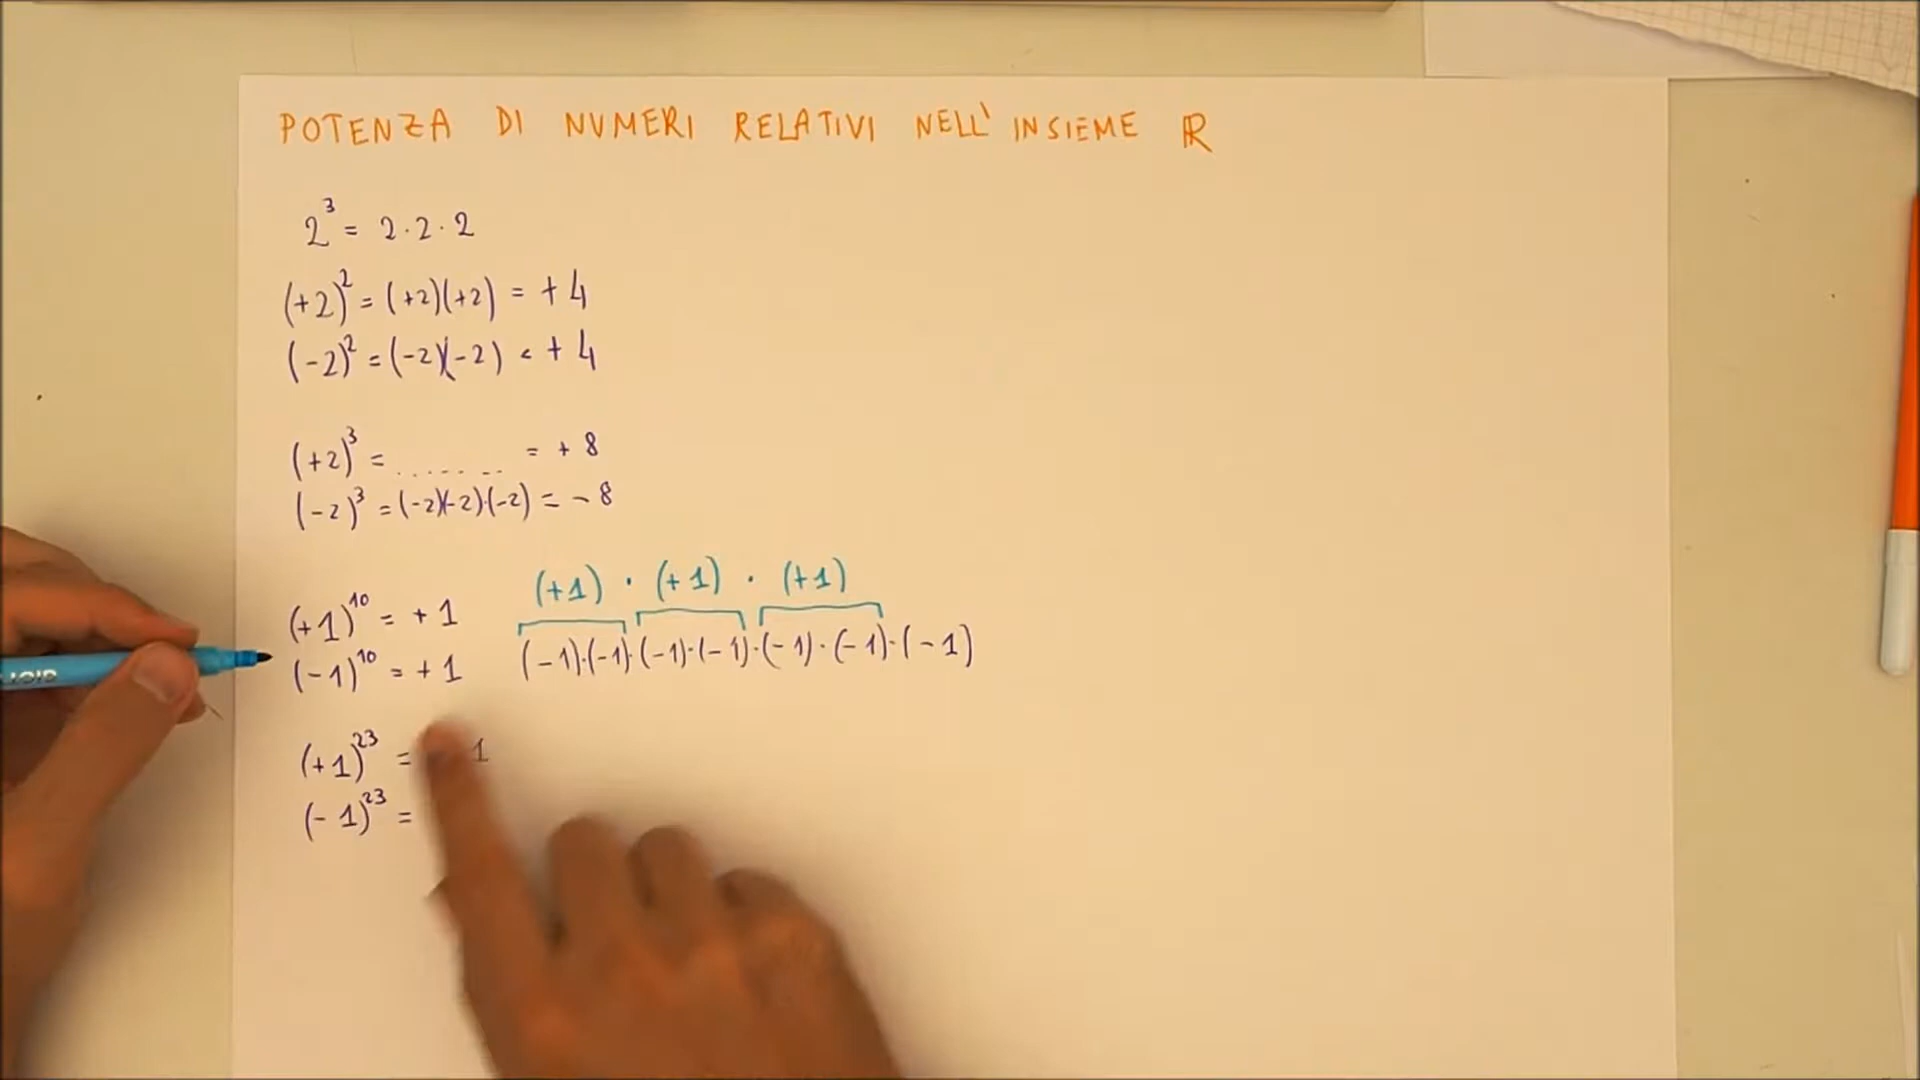 POTENZA DI NUMERI RELATIVI NELL'INSIEME ℝ
2³ = 2·2·2
(+2)² = (+2)(+2) = +4
(-2)² = (-2)(-2) = +4
(+2)³ = ....... = +8
(-2)³ = (-2)(-2)·(-2) = -8
(+1) · (+1) · (+1)
(+1)¹⁰ = +1
(-1)·(-1)·(-1)·(-1)·(-1)·(-1)·(-1)
(-1)¹⁰ = +1
(+1)²³ = 1
(-1)²³ =